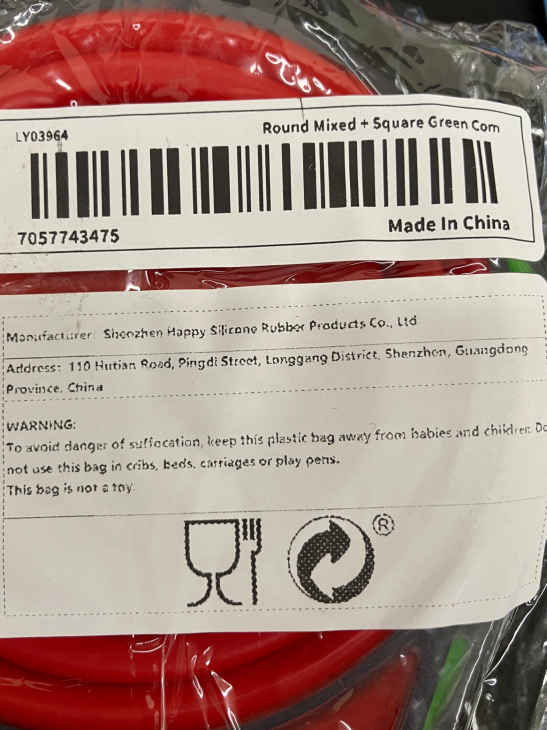 LY03964
Round Mixed + Square Green Com
7057743475
Made In China
Manufacturer: Shenzhen Happy Silicone Rubber Products Co., Ltd
Address: 110 Hutian Road, Pingdi Street, Longgang District, Shenzhen, Guangdong
Province, China
WARNING:
To avoid danger of suffocation, keep this plastic bag away from babies and children. Do
not use this bag in cribs, beds, carriages or play pens.
This bag is not a toy.
®